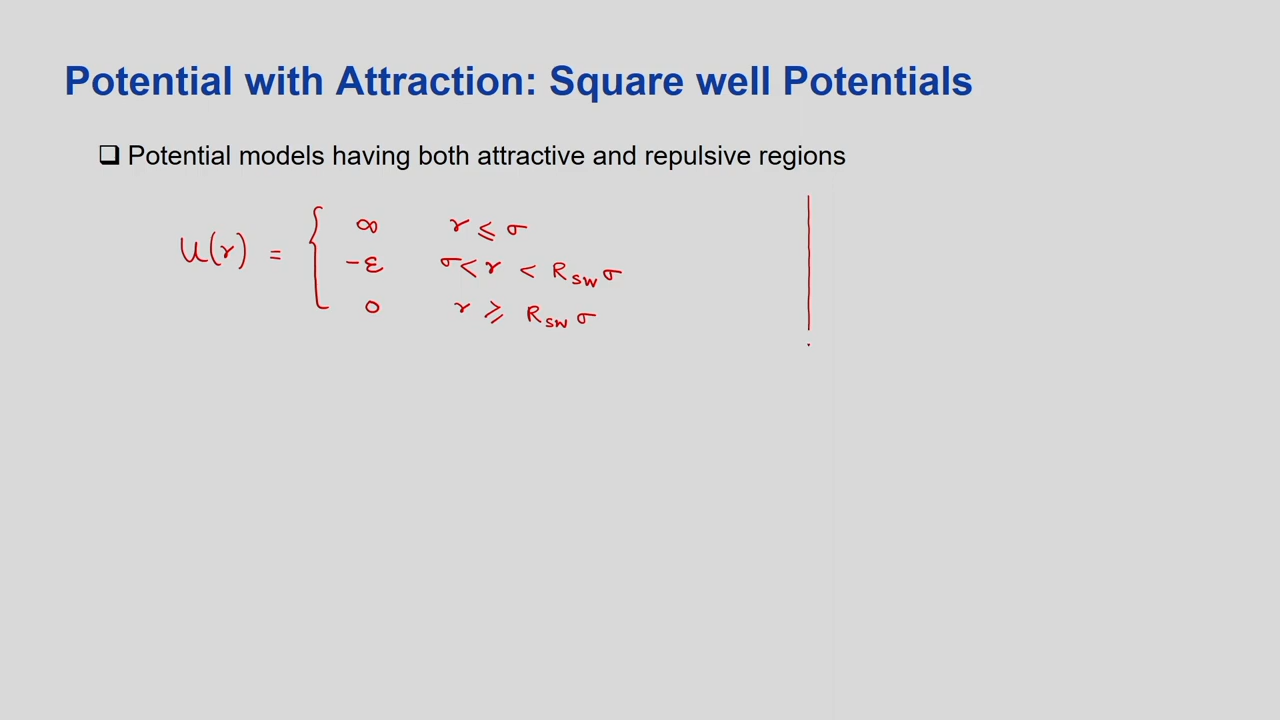 Potential with Attraction: Square well Potentials
❑ Potential models having both attractive and repulsive regions
∞ r ≤ σ
U(r) = { -ε σ < r < R_SW σ
0 r ≥ R_SW σ